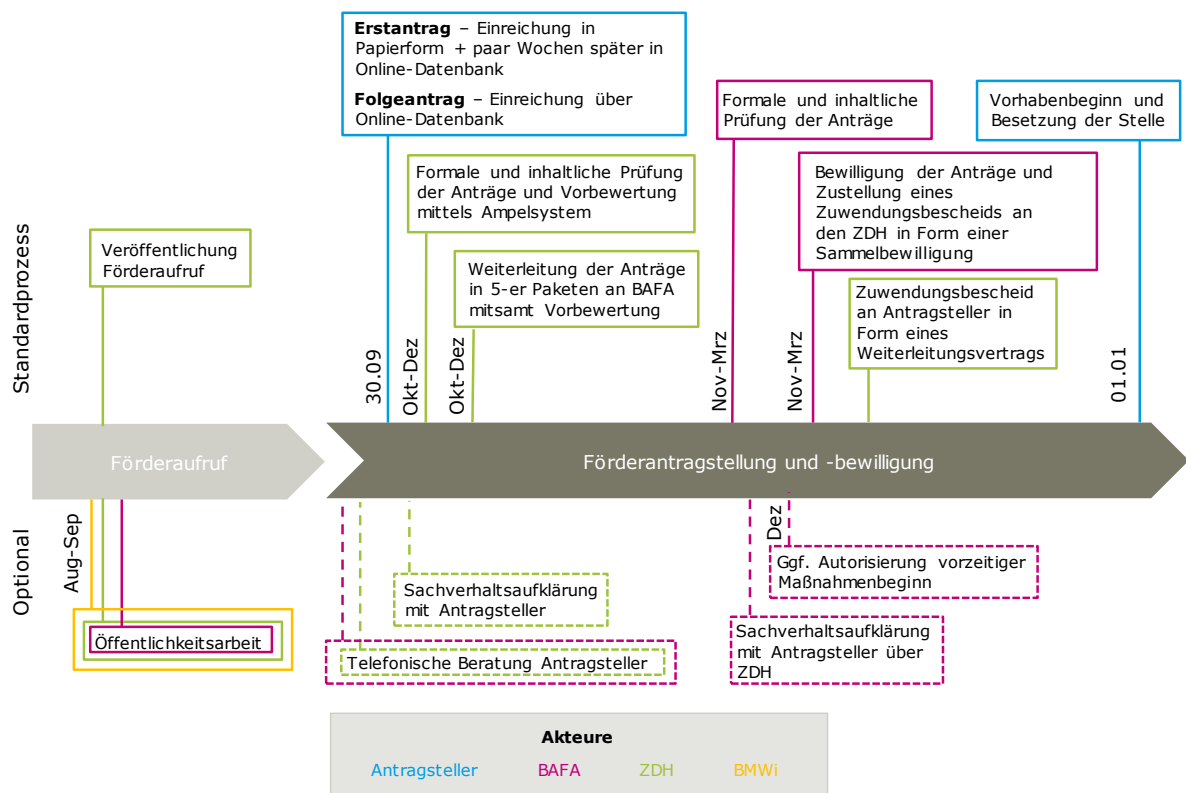 Erstantrag – Einreichung in
Papierform + paar Wochen später in
Online-Datenbank
Folgeantrag – Einreichung über
Online-Datenbank
Formale und inhaltliche
Prüfung der Anträge
Vorhabenbeginn und
Besetzung der Stelle
Formale und inhaltliche Prüfung
der Anträge und Vorbewertung
mittels Ampelsystem
Bewilligung der Anträge und
Zustellung eines
Zuwendungsbescheids an
den ZDH in Form einer
Sammelbewilligung
Veröffentlichung
Förderaufruf
Weiterleitung der Anträge
in 5-er Paketen an BAFA
mitsamt Vorbewertung
Zuwendungsbescheid
an Antragsteller in
Form eines
Weiterleitungsvertrags
Standardprozess
30.09
Okt-Dez
Okt-Dez
Nov-Mrz
Nov-Mrz
01.01
Förderaufruf
Förderantragstellung und -bewilligung
Optional
Aug-Sep
Dez
Ggf. Autorisierung vorzeitiger
Maßnahmenbeginn
Sachverhaltsaufklärung
mit Antragsteller
Öffentlichkeitsarbeit
Telefonische Beratung Antragsteller
Sachverhaltsaufklärung
mit Antragsteller über
ZDH
Akteure
Antragsteller BAFA ZDH BMWi